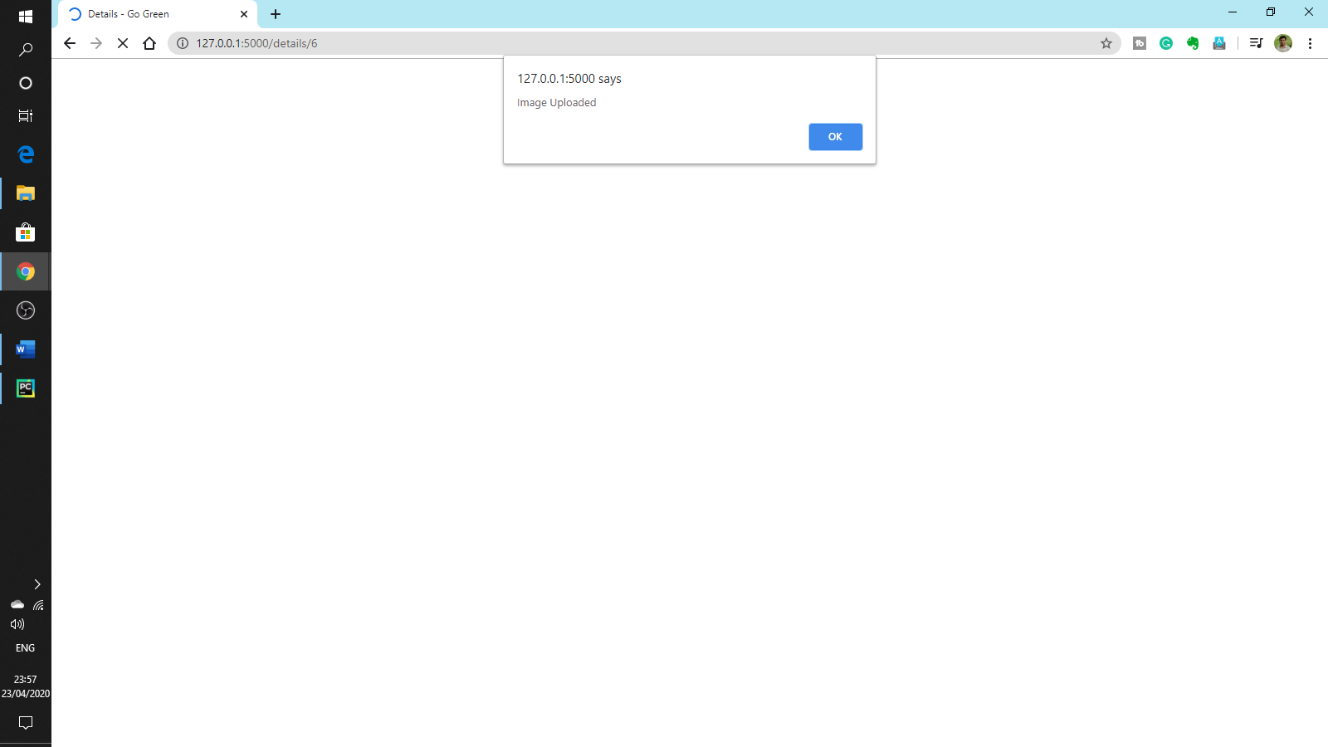 Details - Go Green
127.0.0.1:5000/details/6
127.0.0.1:5000 says
Image Uploaded
OK
W
PC
ENG
23:57
23/04/2020